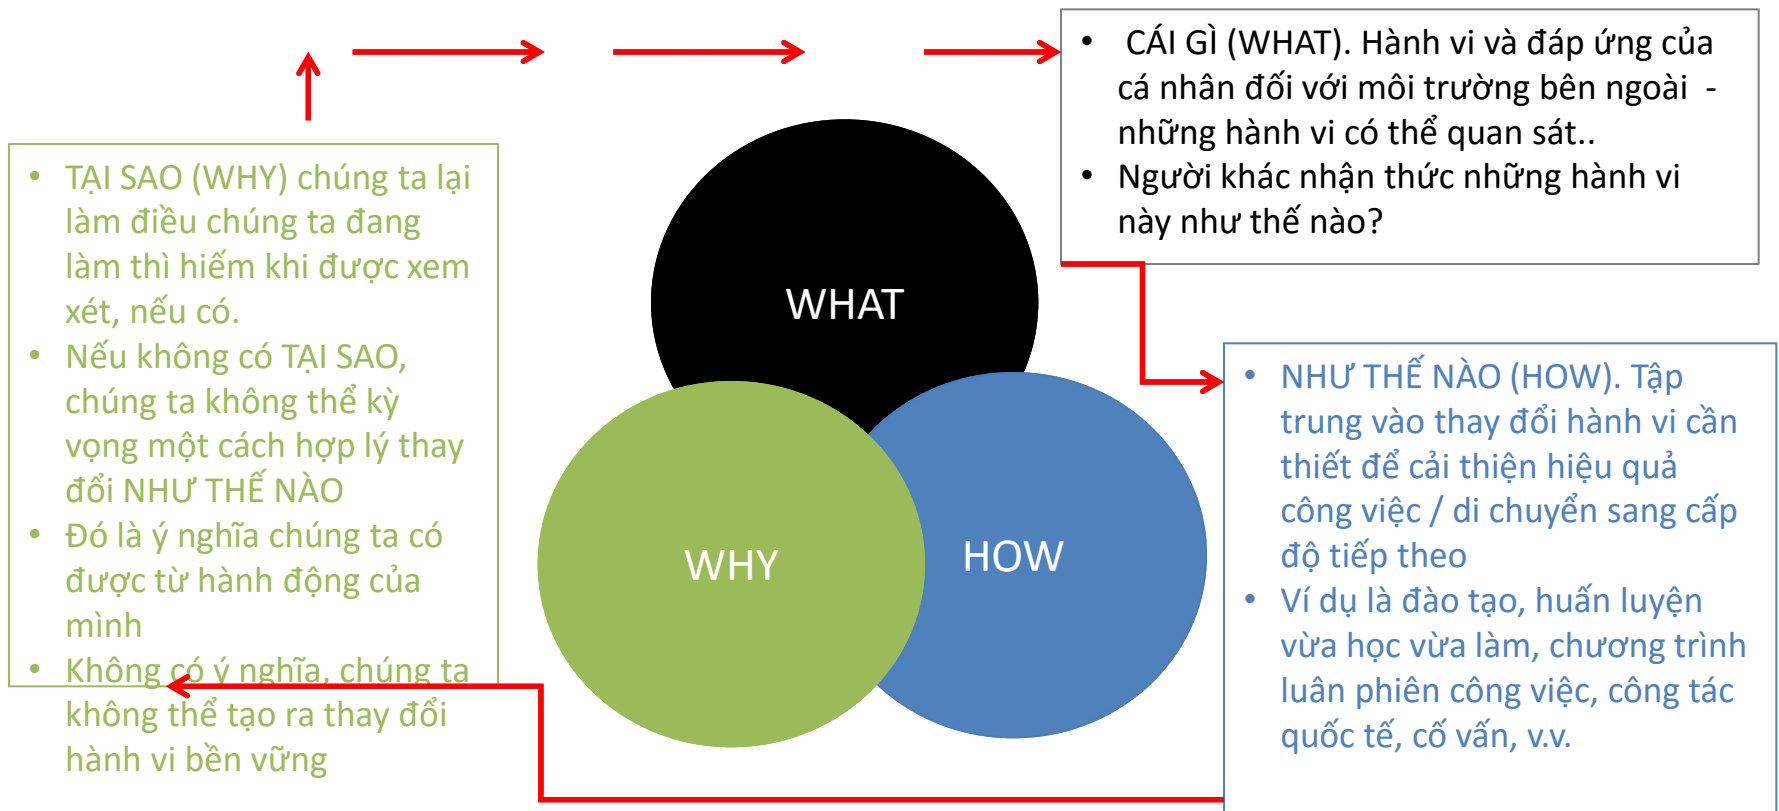 • CÁI GÌ (WHAT). Hành vi và đáp ứng của
cá nhân đối với môi trường bên ngoài -
những hành vi có thể quan sát..
• Người khác nhận thức những hành vi
này như thế nào?
• TẠI SAO (WHY) chúng ta lại
làm điều chúng ta đang
làm thì hiếm khi được xem
xét, nếu có.
• Nếu không có TẠI SAO,
chúng ta không thể kỳ
vọng một cách hợp lý thay
đổi NHƯ THẾ NÀO
• Đó là ý nghĩa chúng ta có
được từ hành động của
mình
• Không có ý nghĩa, chúng ta
không thể tạo ra thay đổi
hành vi bền vững
WHAT
WHY
HOW
• NHƯ THẾ NÀO (HOW). Tập
trung vào thay đổi hành vi cần
thiết để cải thiện hiệu quả
công việc / di chuyển sang cấp
độ tiếp theo
• Ví dụ là đào tạo, huấn luyện
vừa học vừa làm, chương trình
luân phiên công việc, công tác
quốc tế, cố vấn, v.v.